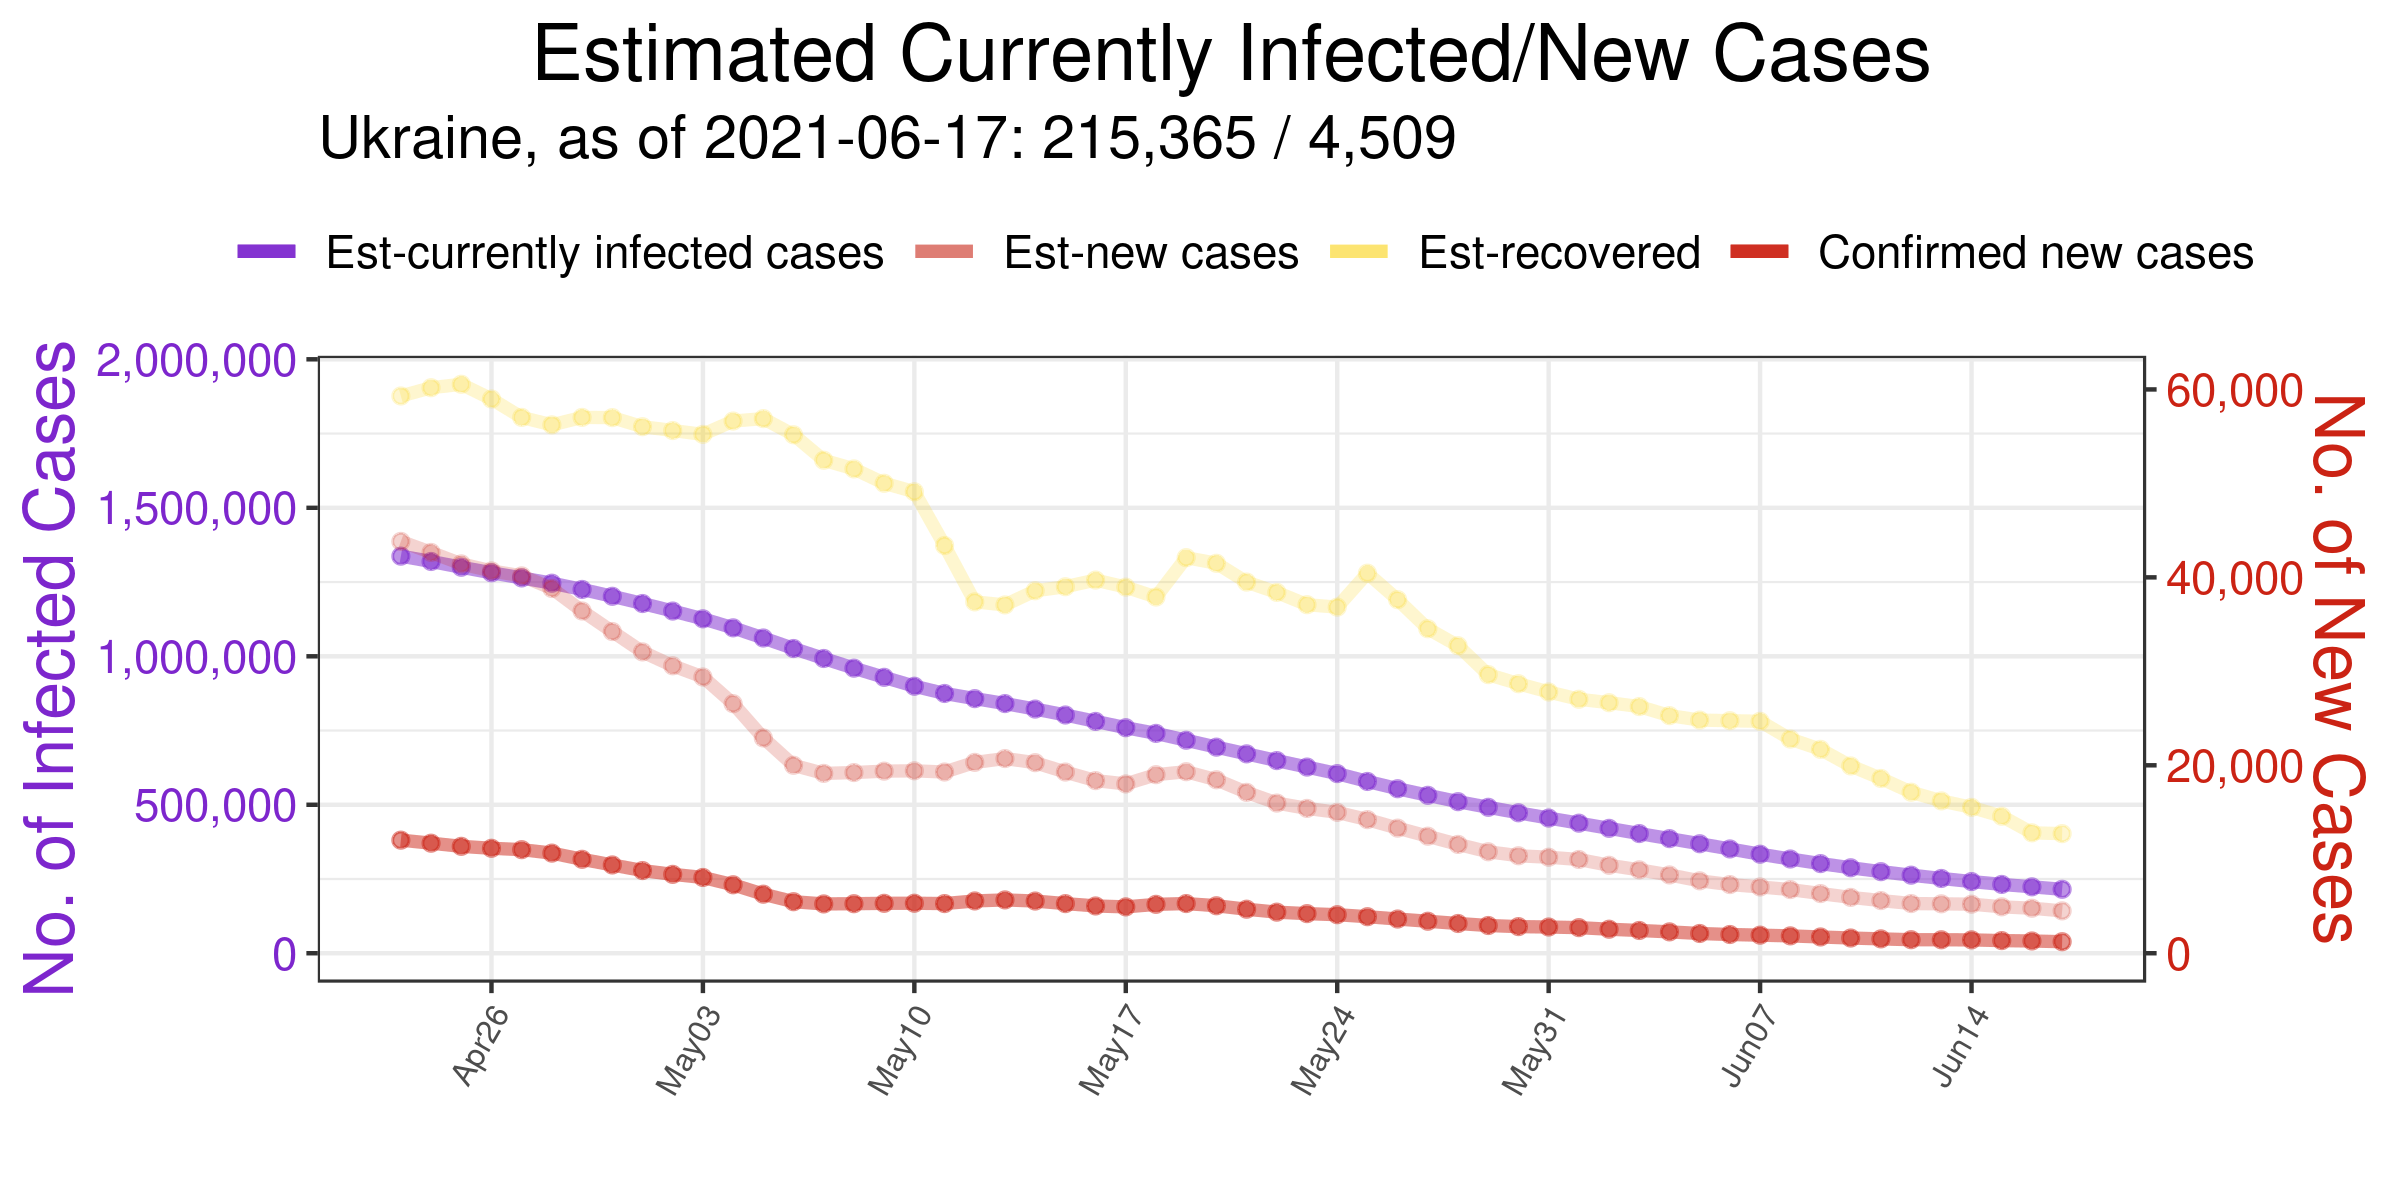 Estimated Currently Infected/New Cases
Ukraine, as of 2021-06-17: 215,365 / 4,509
Est-currently infected cases Est-new cases Est-recovered Confirmed new cases
No. of Infected Cases
2,000,000
1,500,000
1,000,000
500,000
0
60,000
40,000
20,000
0
No. of New Cases
Apr26 May03 May10 May17 May24 May31 Jun07 Jun14